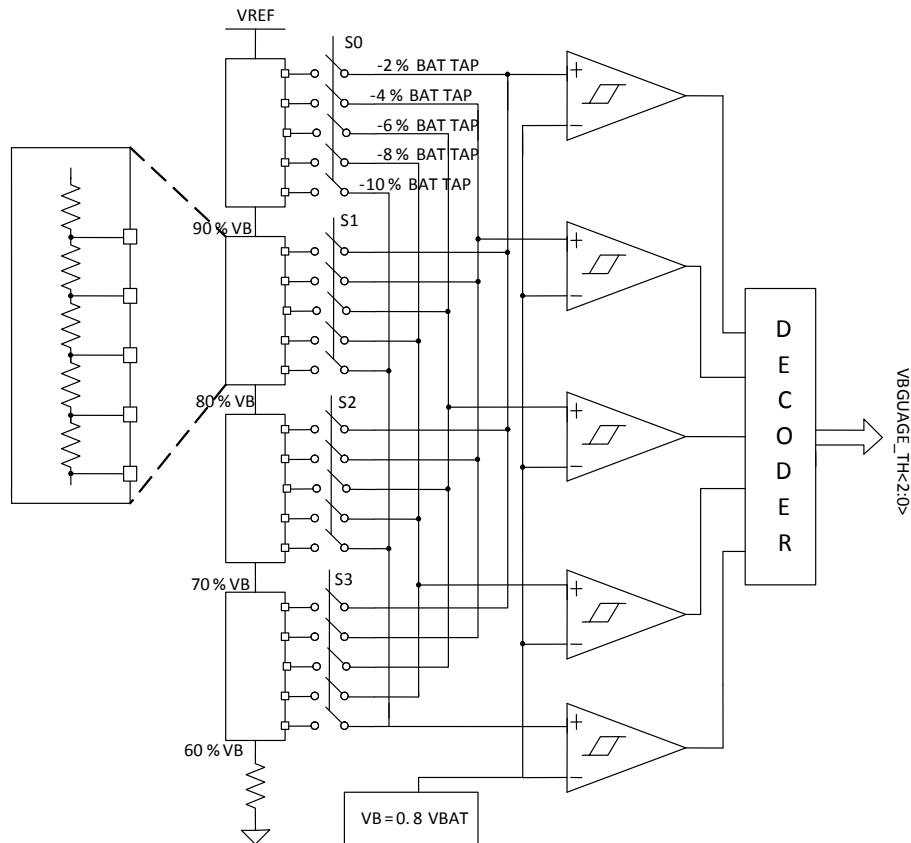 VREF
S0
-2 % BAT TAP
-4 % BAT TAP
-6 % BAT TAP
-8 % BAT TAP
-10 % BAT TAP
90 % VB
S1
80 % VB
S2
70 % VB
S3
60 % VB
VB = 0.8 VBAT
+
−
+
−
+
−
+
−
+
−
DECODER
VBGUAGE_TH<2:0>